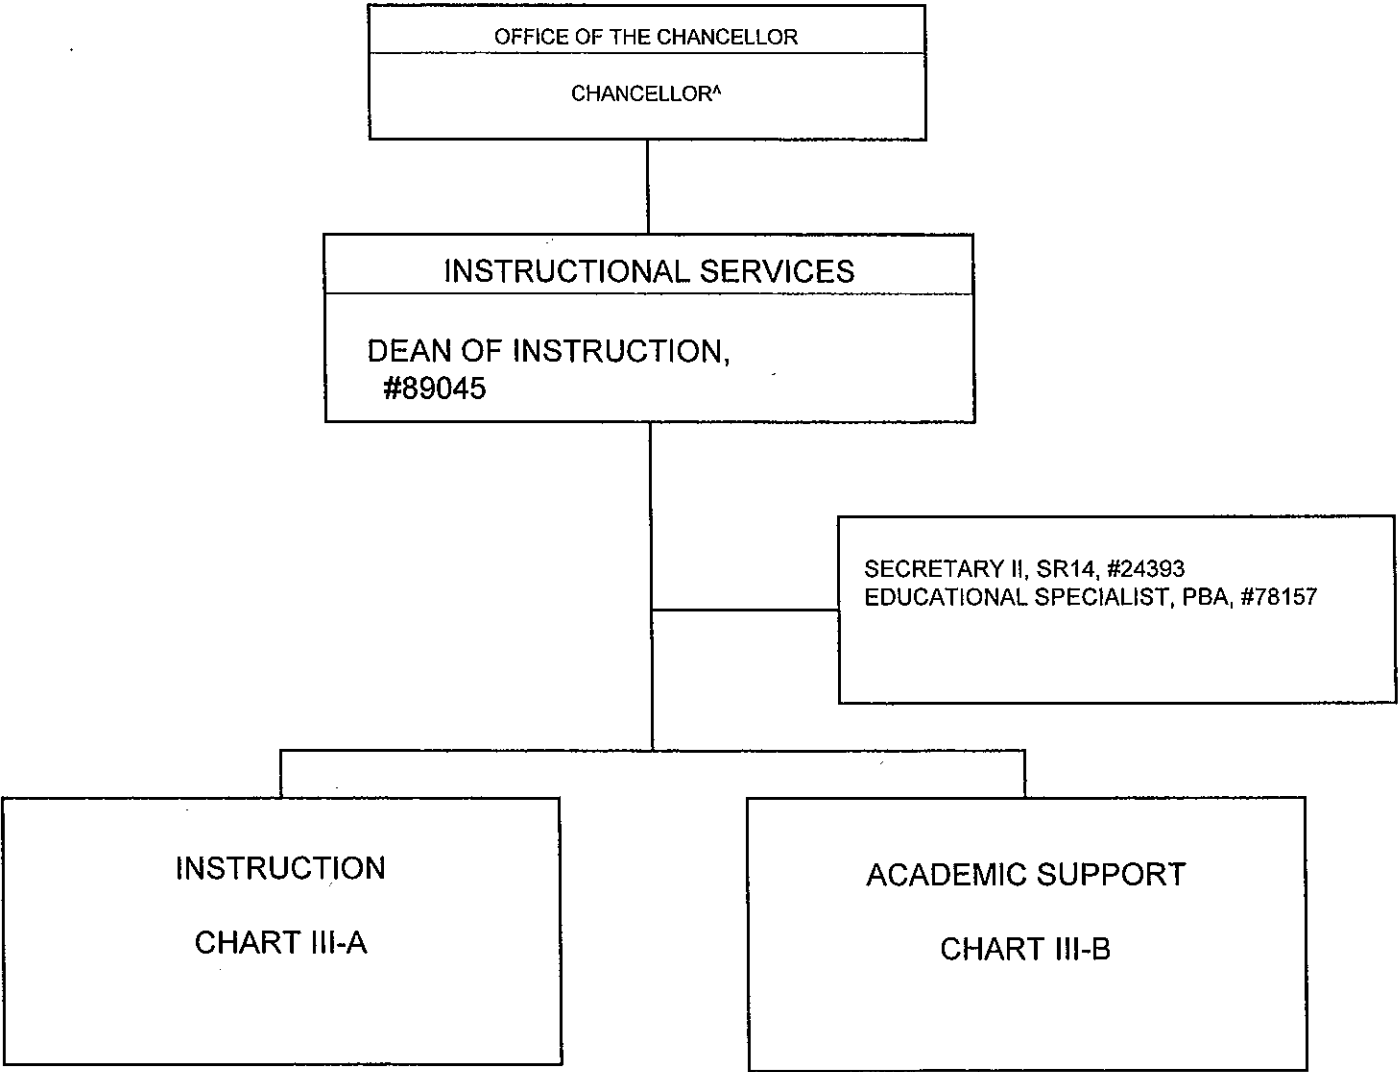 OFFICE OF THE CHANCELLOR
CHANCELLOR^
INSTRUCTIONAL SERVICES
DEAN OF INSTRUCTION,
#89045
SECRETARY II, SR14, #24393
EDUCATIONAL SPECIALIST, PBA, #78157
INSTRUCTION
CHART III-A
ACADEMIC SUPPORT
CHART III-B